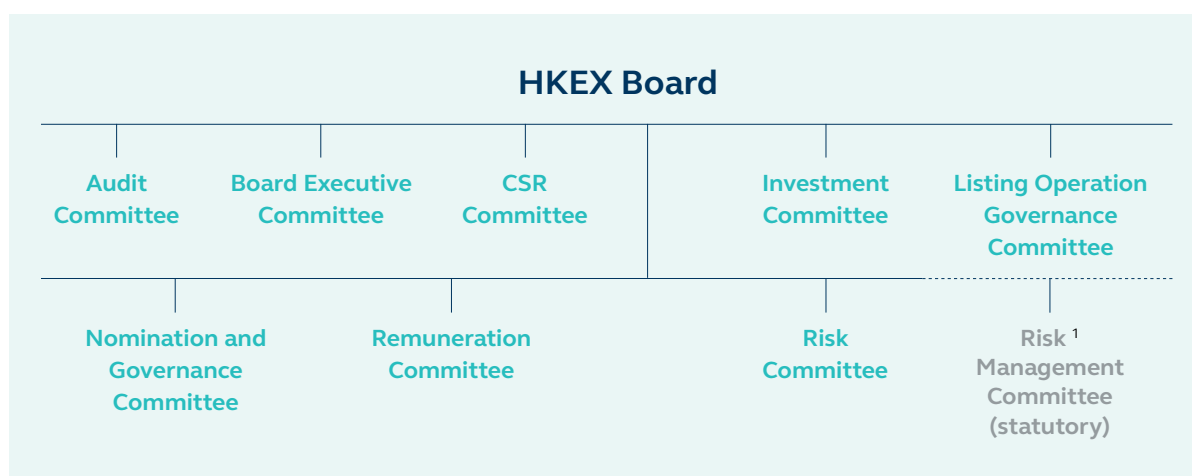 HKEX Board
Audit
Committee
Board Executive
Committee
CSR
Committee
Investment
Committee
Listing Operation
Governance
Committee
Nomination and
Governance
Committee
Remuneration
Committee
Risk
Committee
Risk 1
Management
Committee
(statutory)